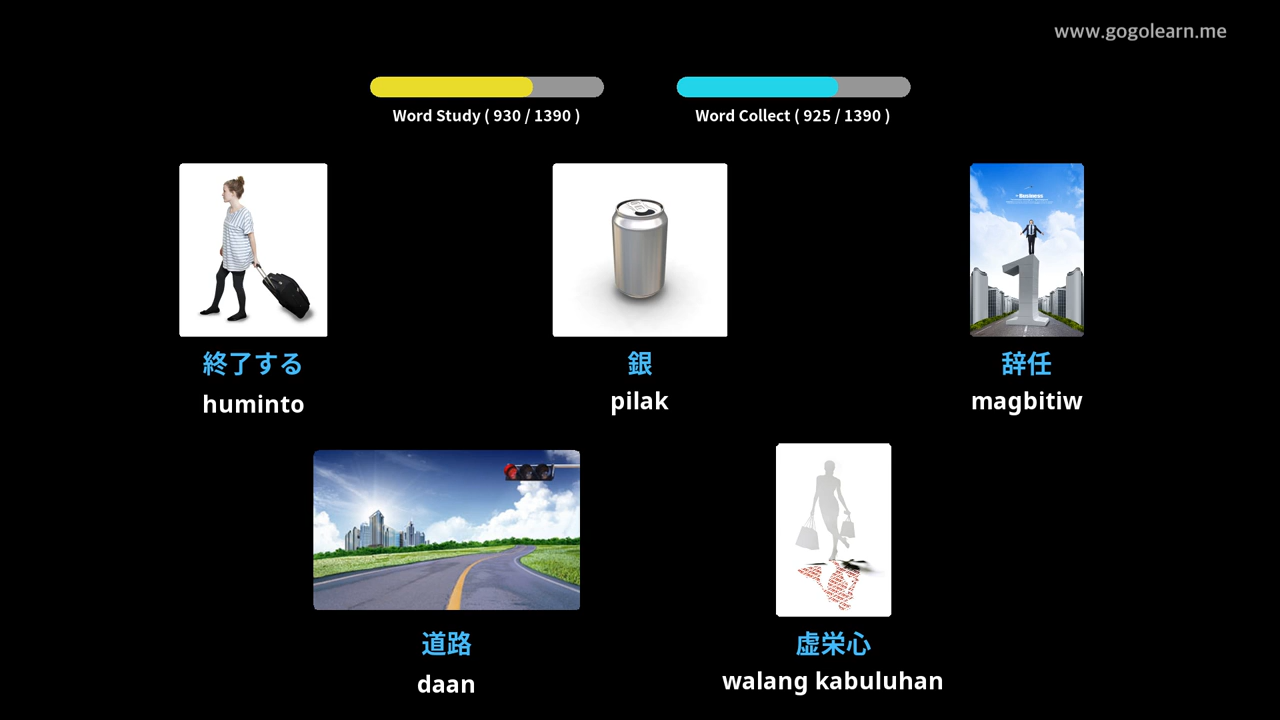 www.gogolearn.me
Word Study ( 930 / 1390 )
Word Collect ( 925 / 1390 )
Business
終了する
huminto
銀
pilak
辞任
magbitiw
道路
daan
虚栄心
walang kabuluhan